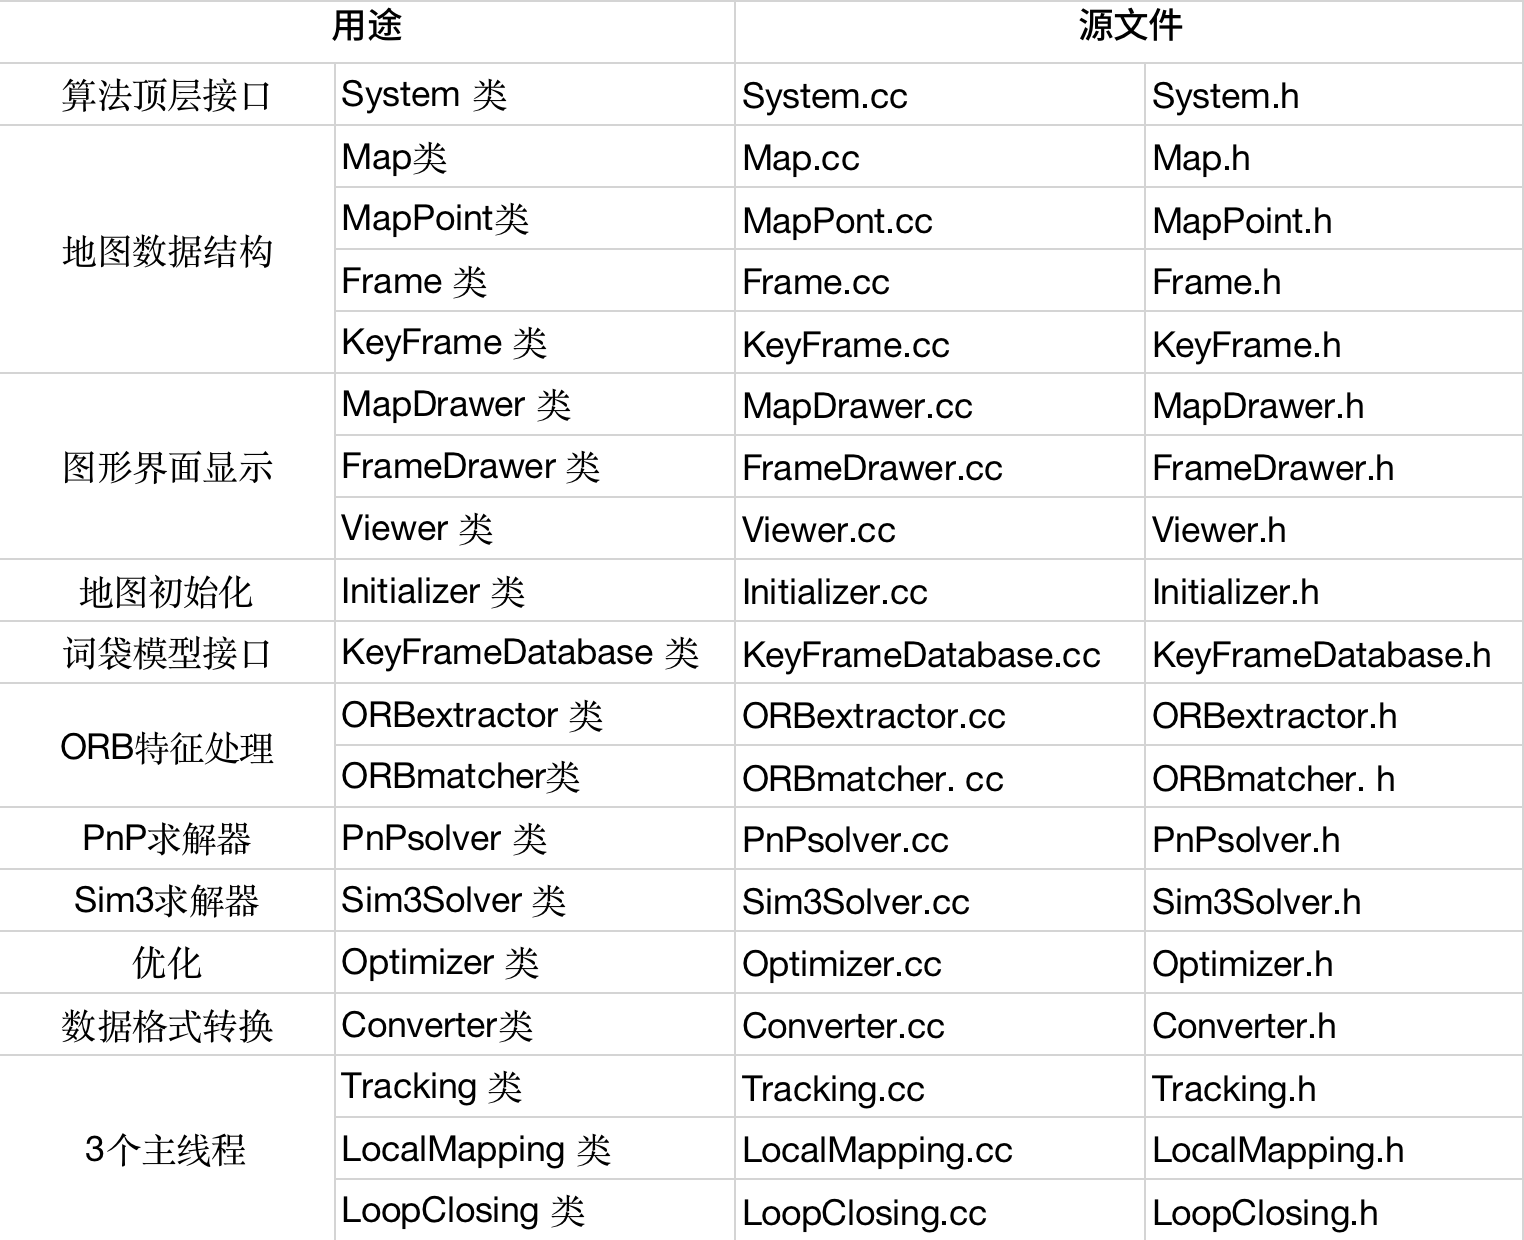 用途 源文件
算法顶层接口 System 类 System.cc System.h
地图数据结构 Map类 Map.cc Map.h
MapPoint类 MapPont.cc MapPoint.h
Frame 类 Frame.cc Frame.h
KeyFrame 类 KeyFrame.cc KeyFrame.h
图形界面显示 MapDrawer 类 MapDrawer.cc MapDrawer.h
FrameDrawer 类 FrameDrawer.cc FrameDrawer.h
Viewer 类 Viewer.cc Viewer.h
地图初始化 Initializer 类 Initializer.cc Initializer.h
词袋模型接口 KeyFrameDatabase 类 KeyFrameDatabase.cc KeyFrameDatabase.h
ORB特征处理 ORBextractor 类 ORBextractor.cc ORBextractor.h
ORBmatcher类 ORBmatcher. cc ORBmatcher. h
PnP求解器 PnPsolver 类 PnPsolver.cc PnPsolver.h
Sim3求解器 Sim3Solver 类 Sim3Solver.cc Sim3Solver.h
优化 Optimizer 类 Optimizer.cc Optimizer.h
数据格式转换 Converter类 Converter.cc Converter.h
3个主线程 Tracking 类 Tracking.cc Tracking.h
LocalMapping 类 LocalMapping.cc LocalMapping.h
LoopClosing 类 LoopClosing.cc LoopClosing.h